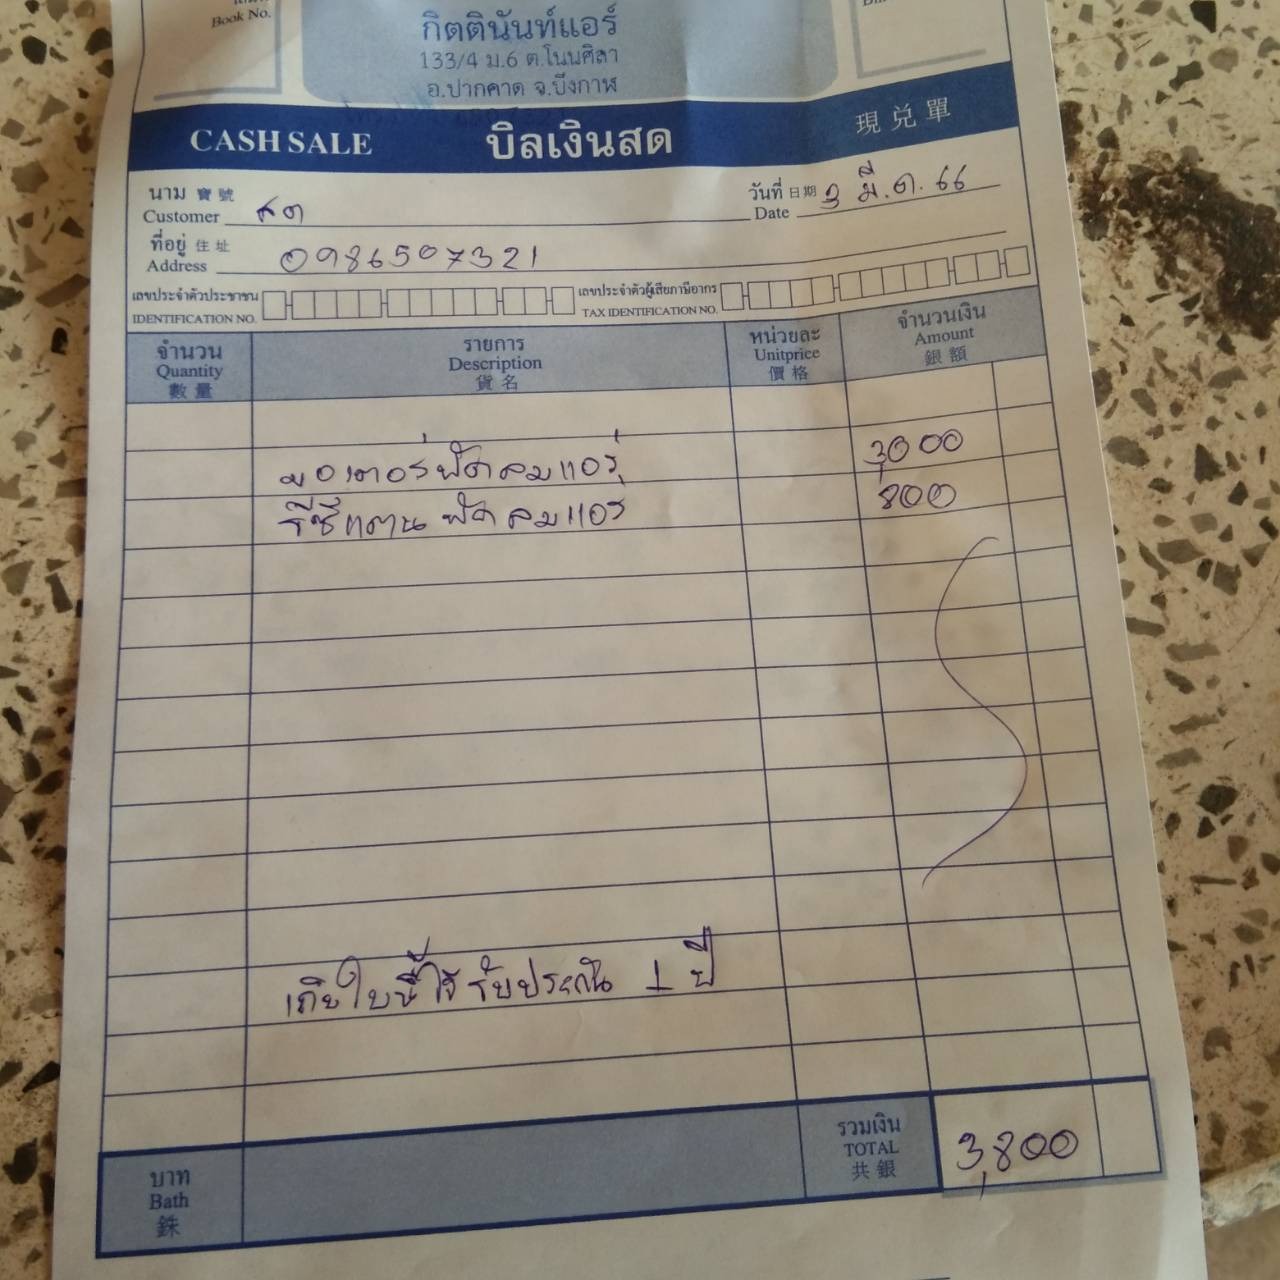 Book No.
กิตตินันท์แอร์
133/4 ม.6 ต.โนนศิลา
อ.ปากคาด จ.บึงกาฬ
CASH SALE บิลเงินสด 現兌單
นาม 寶號
Customer
วันที่ 日期 3 มี.ค. 66
Date
ที่อยู่ 住址
Address 0986507321
เลขประจำตัวประชาชน
IDENTIFICATION NO.
เลขประจำตัวผู้เสียภาษีอากร
TAX IDENTIFICATION NO.
จำนวน
Quantity
數量
รายการ
Description
貨名
หน่วยละ
Unitprice
價格
จำนวนเงิน
Amount
銀額
มอเตอร์พัดลมแอร์ 3,000
รีซีแตนพัดลมแอร 800
เก็บใบนี้ไว้ รับประกัน 1 ปี
บาท
Bath
銖
รวมเงิน
TOTAL
共銀
3,800